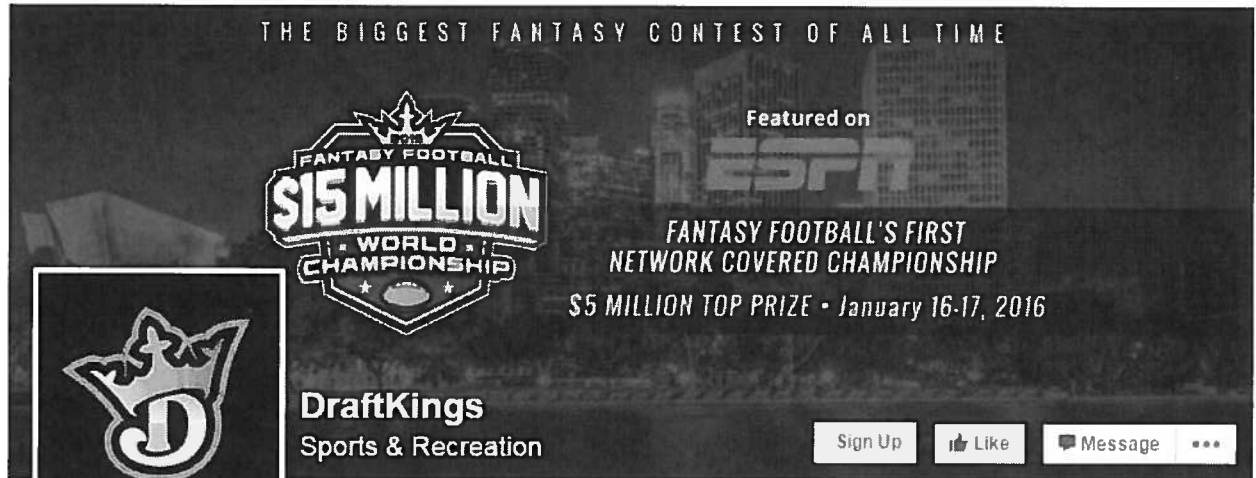 THE BIGGEST FANTASY CONTEST OF ALL TIME
FANTASY FOOTBALL
$15 MILLION
WORLD
CHAMPIONSHIP
Featured on
ESPN
FANTASY FOOTBALL'S FIRST
NETWORK COVERED CHAMPIONSHIP
$5 MILLION TOP PRIZE • January 16-17, 2016
D
DraftKings
Sports & Recreation
Sign Up
Like
Message